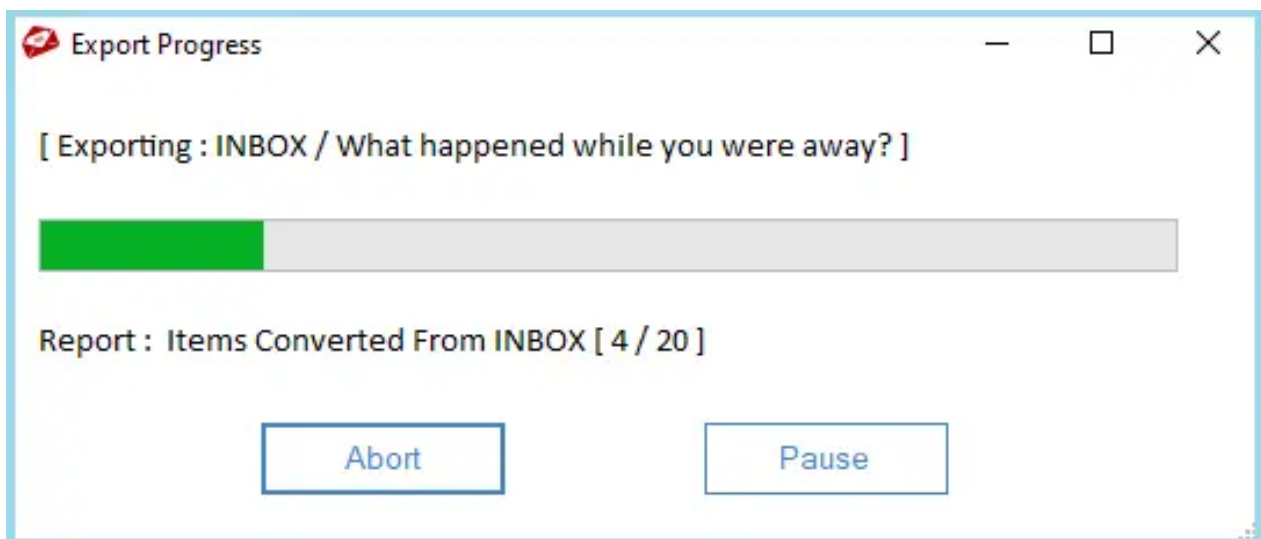 Export Progress
[ Exporting : INBOX / What happened while you were away? ]
Report :  Items Converted From INBOX [ 4 / 20 ]
Abort
Pause